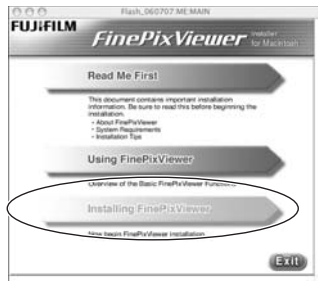 Flash_060707.ME:MAIN
FUJIFILM
FinePixViewer Installer
for Macintosh
Read Me First
This document contains important installation
information. Be sure to read this before beginning the
installation.
- About FinePixViewer
- System Requirements
- Installation Tips
Using FinePixViewer
Overview of the Basic FinePixViewer Functions
Installing FinePixViewer
Now begin FinePixViewer installation
Exit